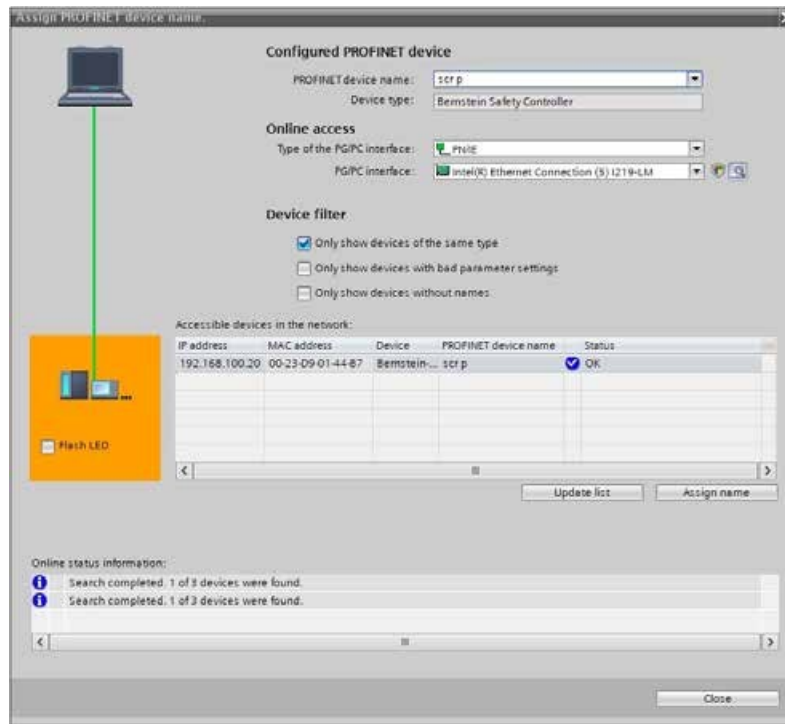 Assign PROFINET device name.
Configured PROFINET device
PROFINET device name: scr p
Device type: Bernstein Safety Controller
Online access
Type of the PG/PC interface: PN/IE
PG/PC interface: Intel(R) Ethernet Connection (5) I219-LM
Device filter
Only show devices of the same type
Only show devices with bad parameter settings
Only show devices without names
Accessible devices in the network:
IP address MAC address Device PROFINET device name Status
192.168.100.20 00-23-D9-01-44-B7 Bernstein-... scr p OK
Flash LED
Update list Assign name
Online status information:
Search completed. 1 of 3 devices were found.
Search completed. 1 of 3 devices were found.
Close